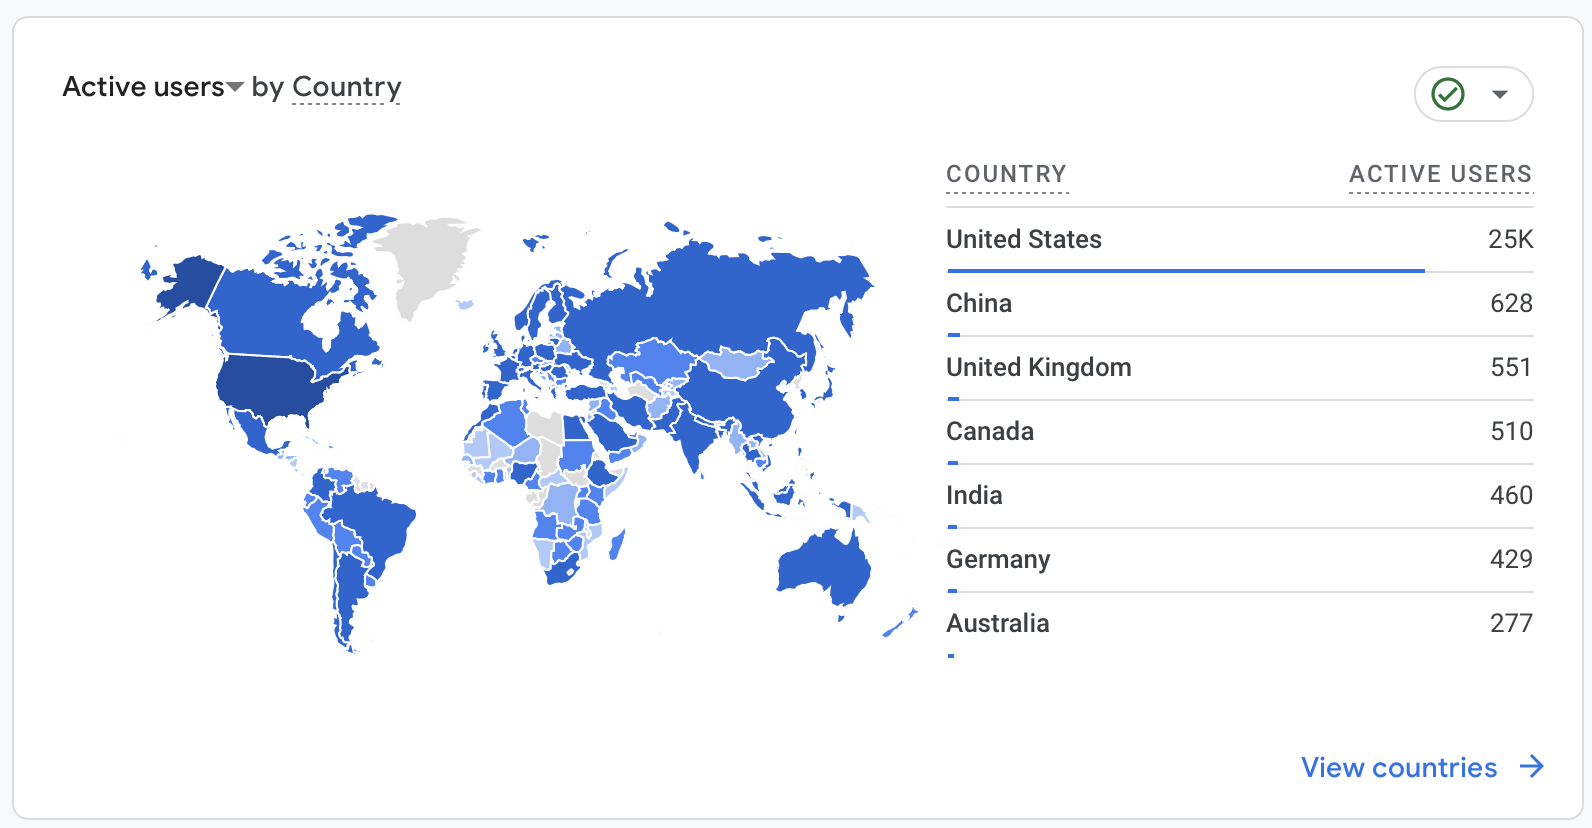 Active users by Country
COUNTRY ACTIVE USERS
United States 25K
China 628
United Kingdom 551
Canada 510
India 460
Germany 429
Australia 277
View countries